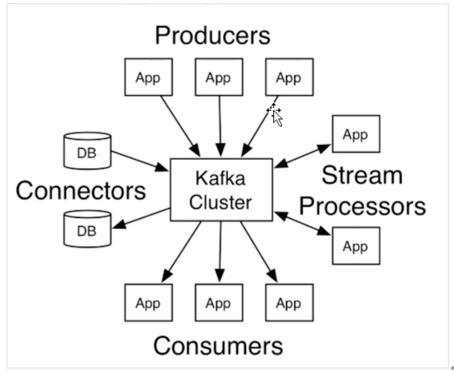 Producers
App
App
App
DB
App
Connectors
Kafka
Cluster
Stream
Processors
DB
App
App
App
App
Consumers